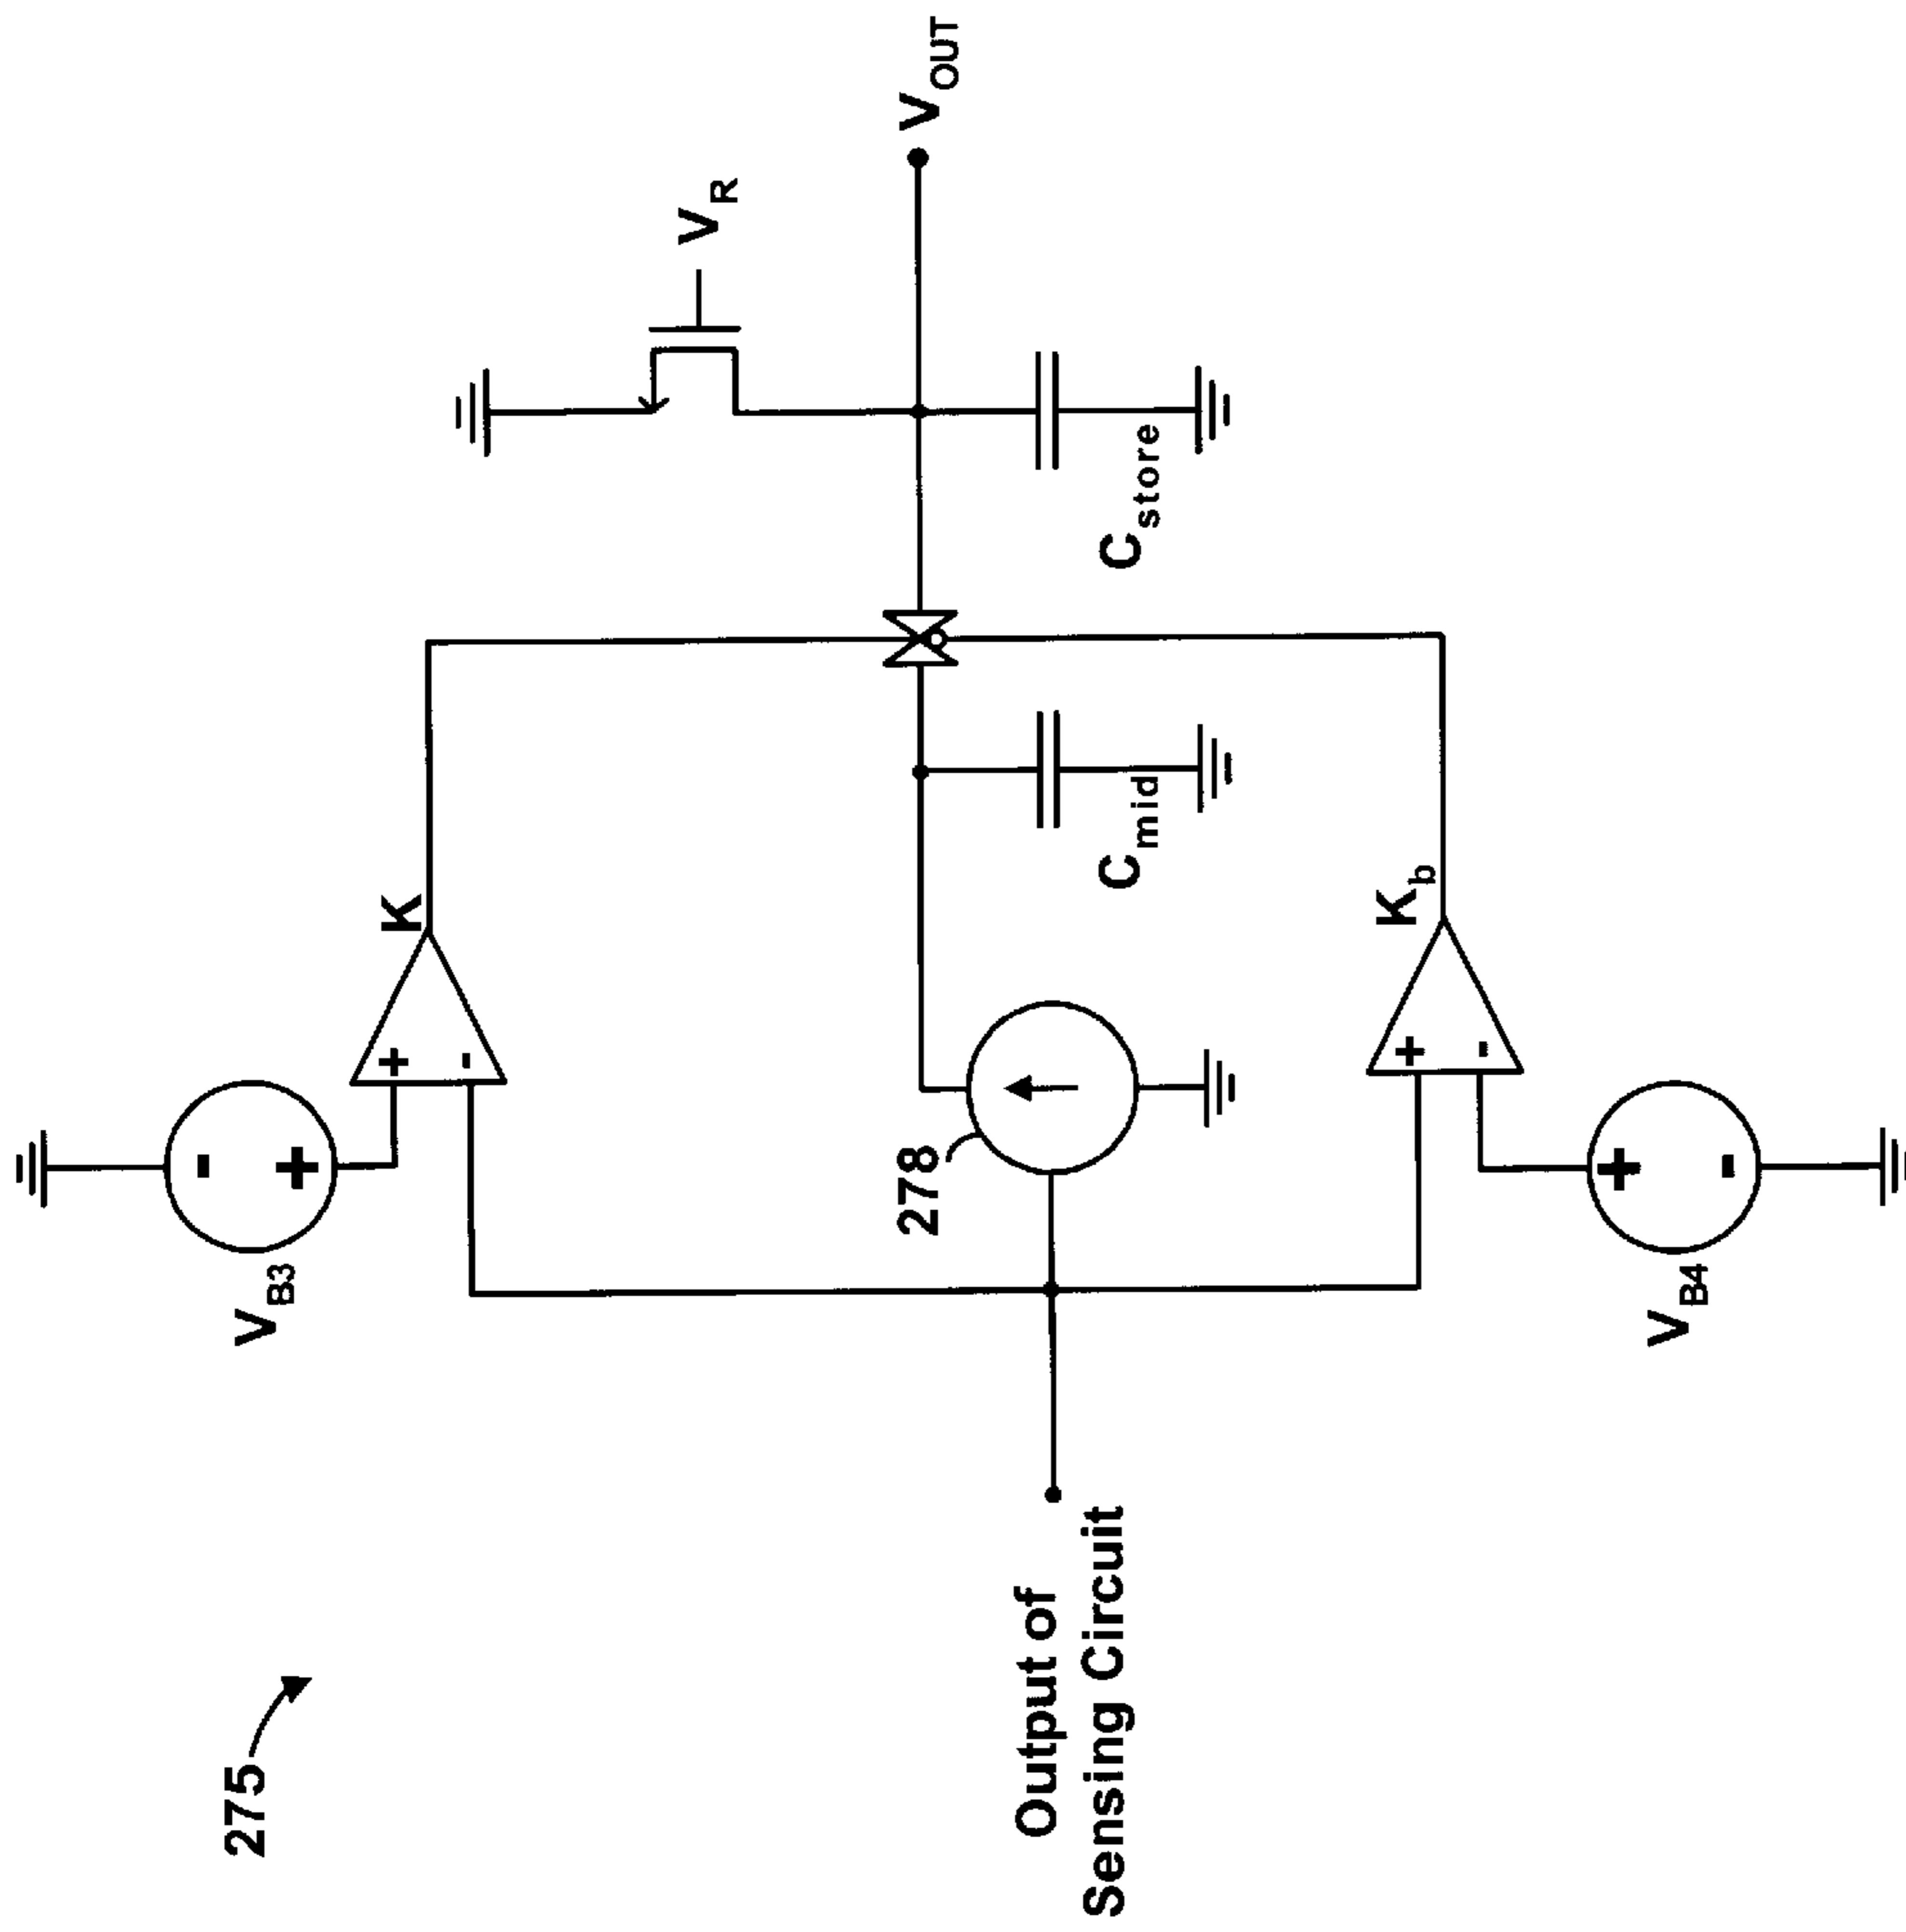 275
Output of
Sensing Circuit
V_B3
- +
+ -
K
278
C_mid
C_store
V_R
V_OUT
V_B4
+ -
+ -
K_b